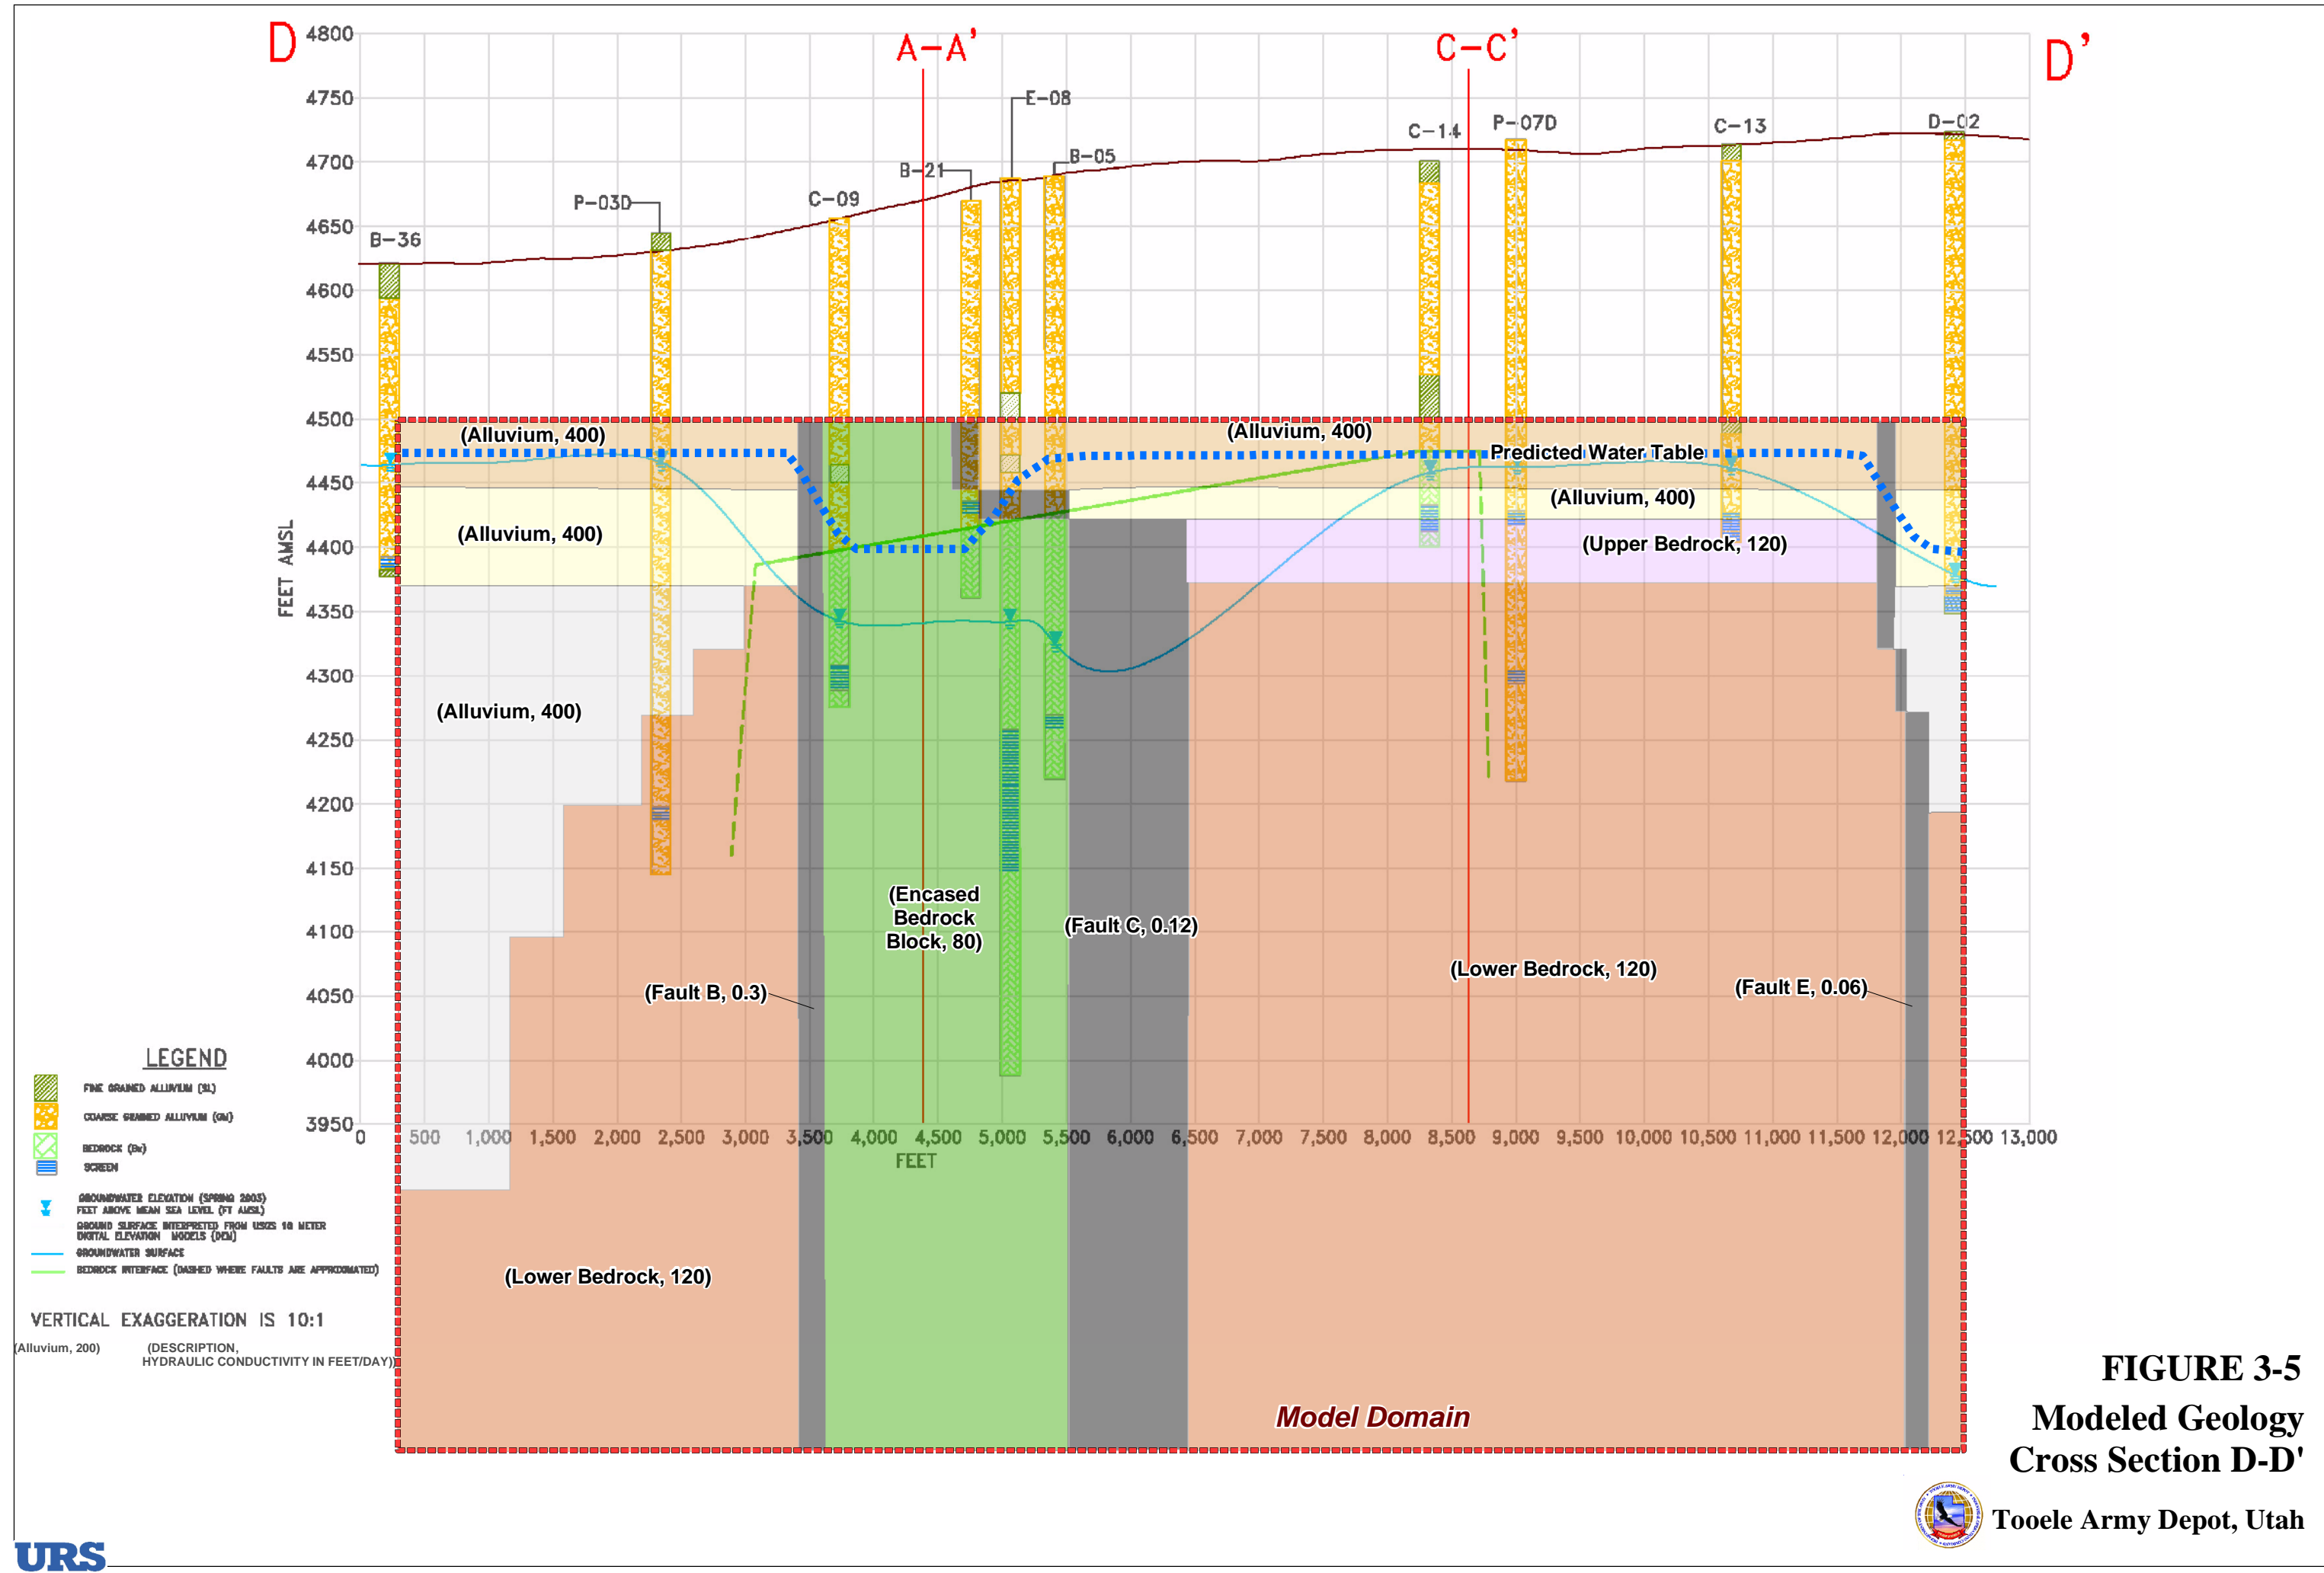 D
A-A'
C-C'
D'
4800
4750
4700
4650
4600
4550
4500
4450
4400
4350
4300
4250
4200
4150
4100
4050
4000
3950
FEET AMSL
E-08
B-05
B-21
C-09
P-03D
B-36
C-14
P-07D
C-13
D-02
(Alluvium, 400)
(Alluvium, 400)
Predicted Water Table
(Alluvium, 400)
(Alluvium, 400)
(Upper Bedrock, 120)
(Alluvium, 400)
(Encased
Bedrock
Block, 80)
(Fault C, 0.12)
(Lower Bedrock, 120)
(Fault B, 0.3)
(Fault E, 0.06)
0 500 1,000 1,500 2,000 2,500 3,000 3,500 4,000 4,500 5,000 5,500 6,000 6,500 7,000 7,500 8,000 8,500 9,000 9,500 10,000 10,500 11,000 11,500 12,000 12,500 13,000
FEET
(Lower Bedrock, 120)
Model Domain
LEGEND
FINE GRAINED ALLUVIUM (SL)
COARSE GRAINED ALLUVIUM (GW)
BEDROCK (Br)
SCREEN
GROUNDWATER ELEVATION (SPRING 2003)
FEET ABOVE MEAN SEA LEVEL (FT AMSL)
GROUND SURFACE INTERPRETED FROM USGS 10 METER
DIGITAL ELEVATION MODELS (DEM)
GROUNDWATER SURFACE
BEDROCK INTERFACE (DASHED WHERE FAULTS ARE APPROXIMATED)
VERTICAL EXAGGERATION IS 10:1
(Alluvium, 200) (DESCRIPTION,
HYDRAULIC CONDUCTIVITY IN FEET/DAY))
FIGURE 3-5
Modeled Geology
Cross Section D-D'
Tooele Army Depot, Utah
URS